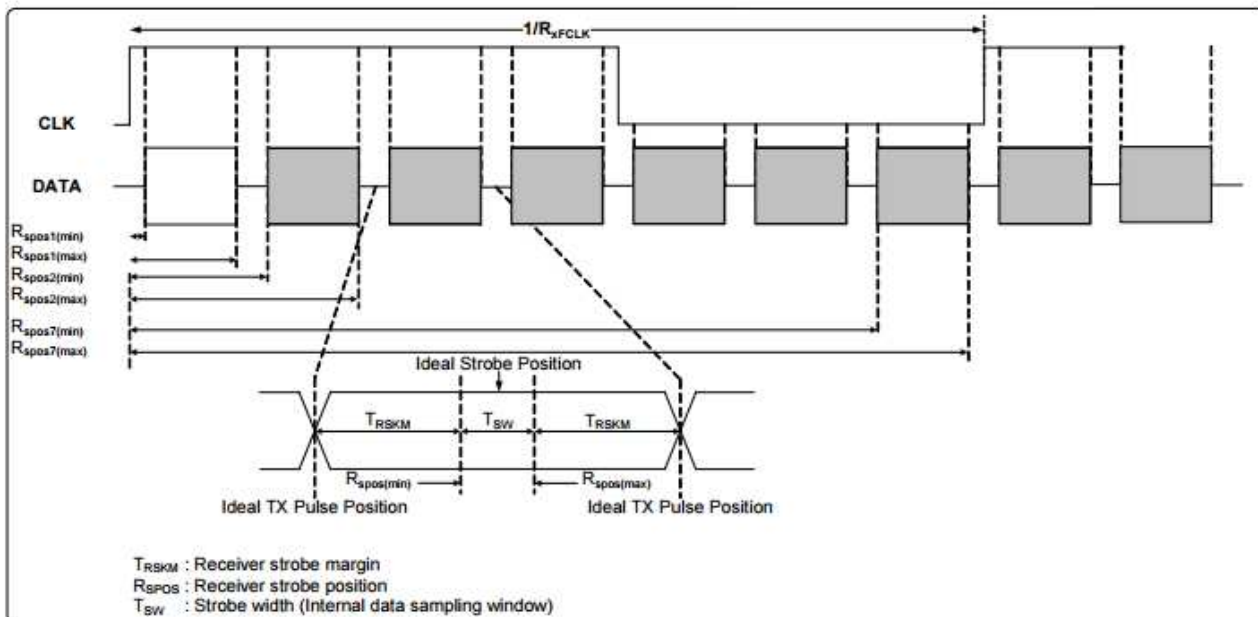 1/RxFCLK
CLK
DATA
Rspos1(min)
Rspos1(max)
Rspos2(min)
Rspos2(max)
Rspos7(min)
Rspos7(max)
Ideal Strobe Position
TRSKM TSW TRSKM
Rspos(min) Rspos(max)
Ideal TX Pulse Position Ideal TX Pulse Position
TRSKM : Receiver strobe margin
RSPOS : Receiver strobe position
TSW : Strobe width (Internal data sampling window)